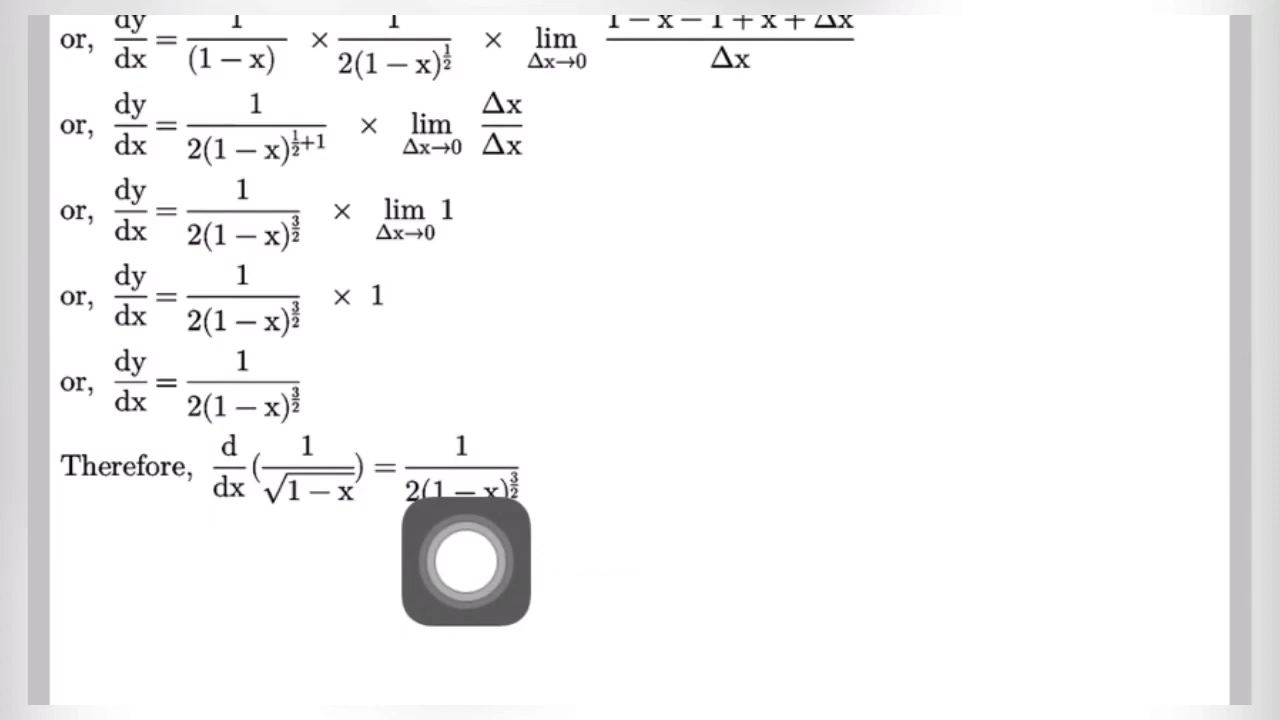 or, dy/dx = 1/(1 − x) × 1/2(1 − x)^(1/2) × lim Δx→0 (1 − x − 1 + x + Δx)/Δx
or, dy/dx = 1/2(1 − x)^(1/2+1) × lim Δx→0 Δx/Δx
or, dy/dx = 1/2(1 − x)^(3/2) × lim Δx→0 1
or, dy/dx = 1/2(1 − x)^(3/2) × 1
or, dy/dx = 1/2(1 − x)^(3/2)
Therefore, d/dx (1/√(1 − x)) = 1/2(1 − x)^(3/2)